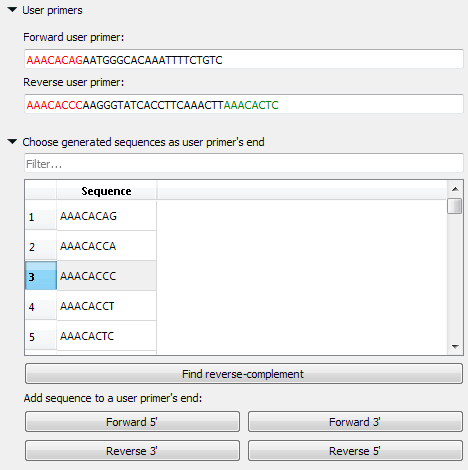 User primers
Forward user primer:
AAACACAGAATGGGCACAAATTTTCTGTC
Reverse user primer:
AAACACCCAAGGGTATCACCTTCAAACTTAAACACTC
Choose generated sequences as user primer's end
Filter...
Sequence
1 AAACACAG
2 AAACACCA
3 AAACACCC
4 AAACACCT
5 AAACACTC
Find reverse-complement
Add sequence to a user primer's end:
Forward 5' Forward 3'
Reverse 3' Reverse 5'